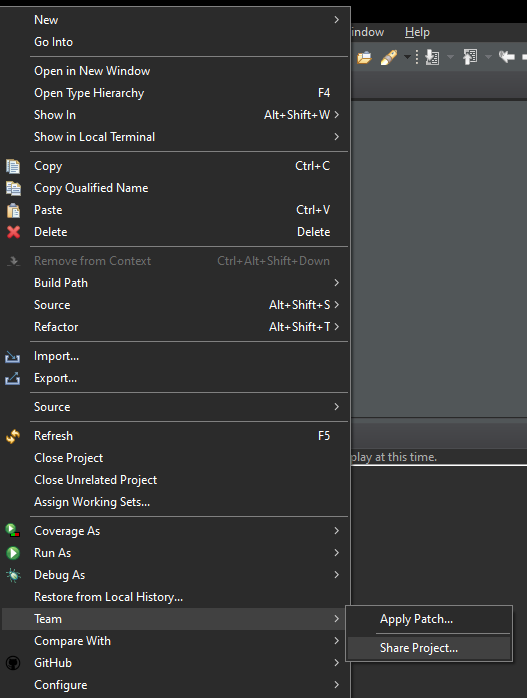 New
Go Into
Open in New Window
Open Type Hierarchy F4
Show In Alt+Shift+W
Show in Local Terminal
Copy Ctrl+C
Copy Qualified Name
Paste Ctrl+V
Delete Delete
Remove from Context Ctrl+Alt+Shift+Down
Build Path
Source Alt+Shift+S
Refactor Alt+Shift+T
Import...
Export...
Source
Refresh F5
Close Project
Close Unrelated Project
Assign Working Sets...
Coverage As
Run As
Debug As
Restore from Local History...
Team
Compare With
GitHub
Configure
indow Help
play at this time.
Apply Patch...
Share Project...